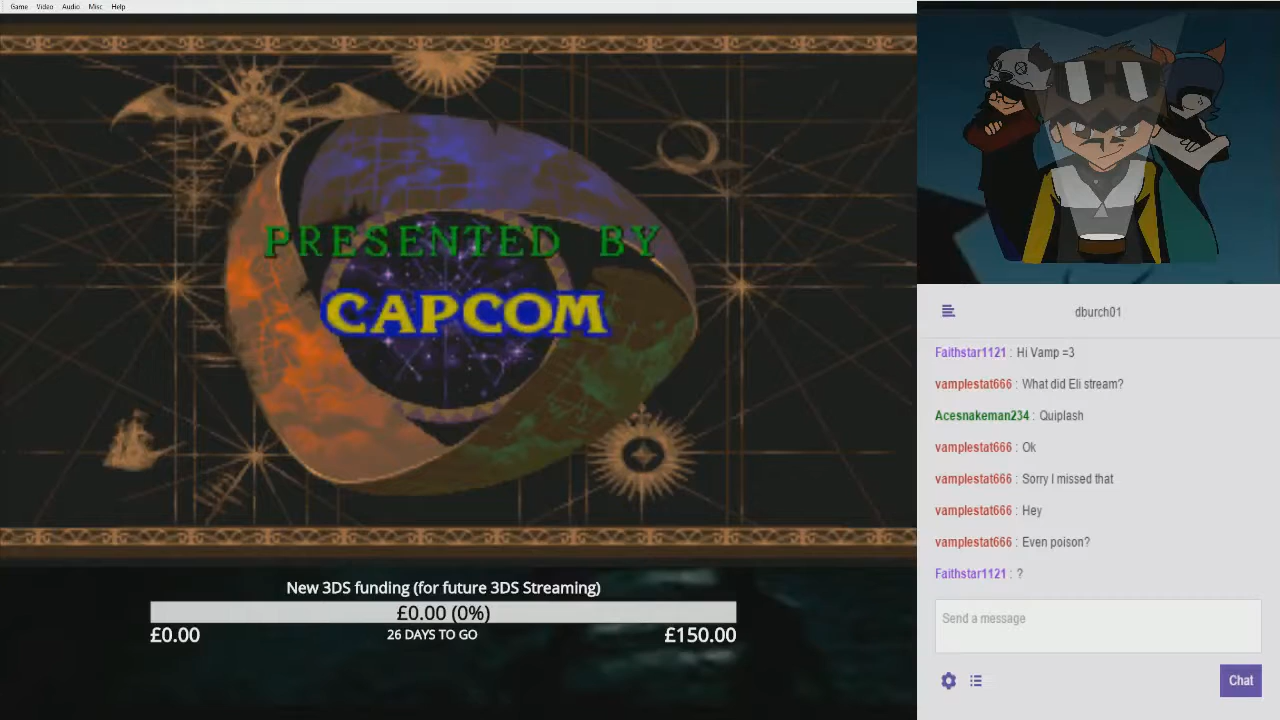 Game Video Audio Misc Help
PRESENTED BY
CAPCOM
New 3DS funding (for future 3DS Streaming)
£0.00 (0%)
£0.00 26 DAYS TO GO £150.00
dburch01
Faithstar1121 : Hi Vamp =3
vamplestat666 : What did Eli stream?
Acesnakeman234 : Quiplash
vamplestat666 : Ok
vamplestat666 : Sorry I missed that
vamplestat666 : Hey
vamplestat666 : Even poison?
Faithstar1121 : ?
Send a message
Chat